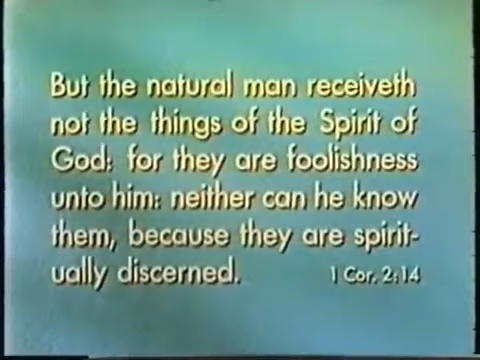 But the natural man receiveth
not the things of the Spirit of
God: for they are foolishness
unto him: neither can he know
them, because they are spirit-
ually discerned. 1 Cor. 2:14